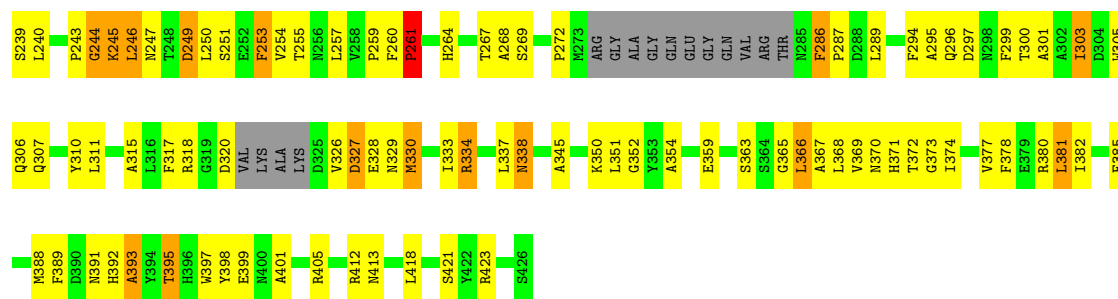 S239 L240 P243 G244 K245 L246 N247 T248 D249 L250 S251 E252 F253 V254 T255 N256 L257 V258 P259 F260 P261 H264 T267 A268 S269 P272 M273 ARG GLY ALA GLY GLN GLU GLY GLN VAL ARG THR N285 F286 P287 D288 L289 F294 A295 Q296 D297 N298 F299 T300 A301 A302 I303 D304 W305
Q306 Q307 Y310 L311 A315 L316 F317 R318 G319 D320 VAL LYS ALA LYS D325 V326 D327 E328 N329 M330 I333 R334 L337 N338 A345 K350 L351 G352 Y353 A354 E359 S363 S364 G365 L366 A367 L368 V369 N370 H371 T372 G373 I374 V377 F378 E379 R380 L381 I382 E385
M388 F389 D390 N391 H392 A393 Y394 T395 H396 W397 Y398 E399 N400 A401 R405 R412 N413 L418 S421 Y422 R423 S426